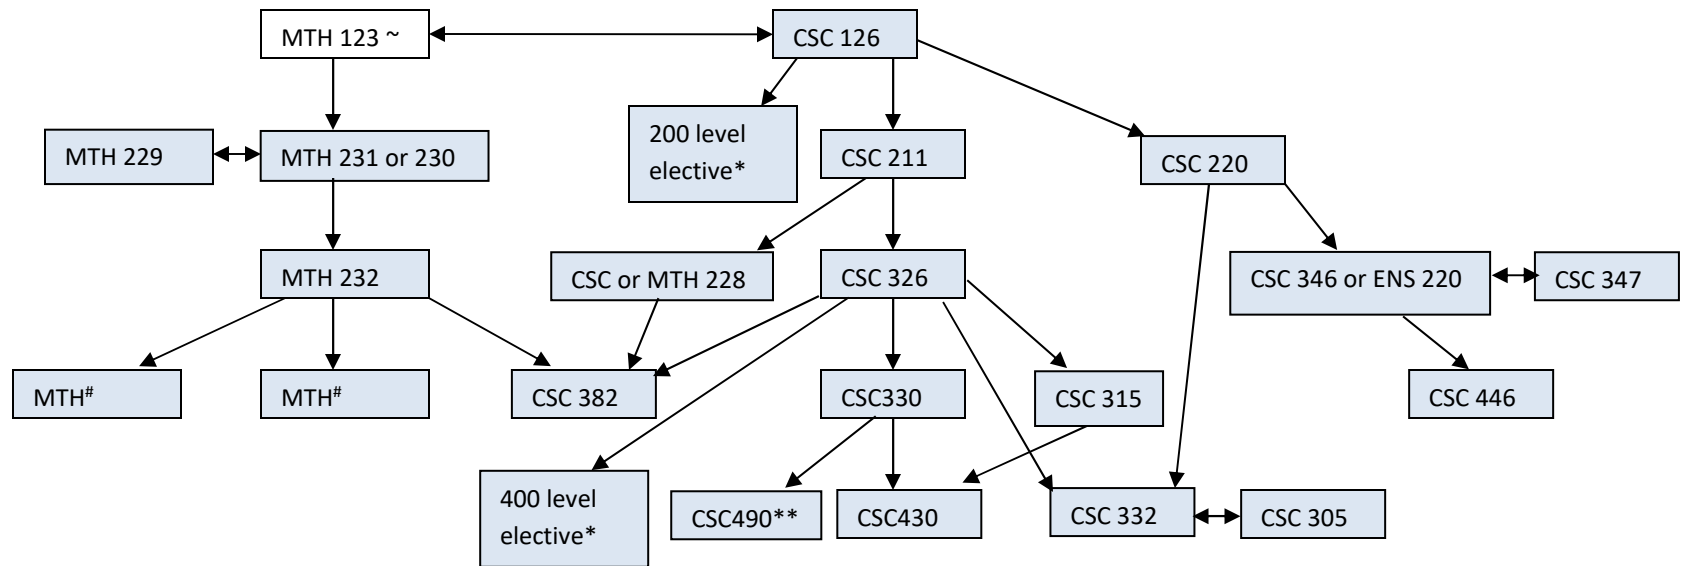 MTH 123 ~
CSC 126
200 level
elective*
MTH 229
MTH 231 or 230
CSC 211
CSC 220
MTH 232
CSC or MTH 228
CSC 326
CSC 346 or ENS 220
CSC 347
MTH#
MTH#
CSC 382
CSC330
CSC 315
CSC 446
400 level
elective*
CSC490**
CSC430
CSC 332
CSC 305